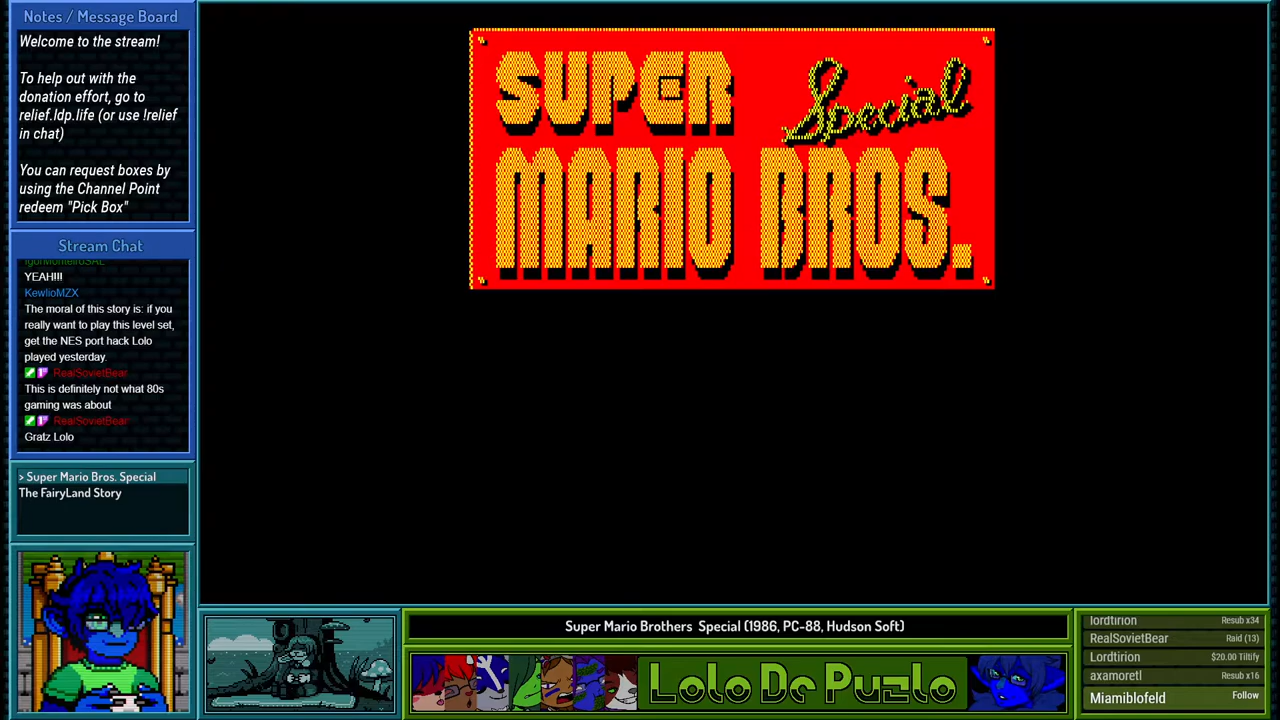 Notes / Message Board
Welcome to the stream!
To help out with the
donation effort, go to
relief.ldp.life (or use !relief
in chat)
You can request boxes by
using the Channel Point
redeem "Pick Box"
Stream Chat
YEAH!!!
KewlioMZX
The moral of this story is: if you
really want to play this level set,
get the NES port hack Lolo
played yesterday.
RealSovietBear
This is definitely not what 80s
gaming was about
RealSovietBear
Gratz Lolo
> Super Mario Bros. Special
The FairyLand Story
SUPER Special
MARIO BROS.
Super Mario Brothers Special (1986, PC-88, Hudson Soft)
Lolo De Puzlo
lordtirion Resub x34
RealSovietBear Raid (13)
Lordtirion $20.00 Tiltify
axamoretl Resub x16
Miamiblofeld Follow